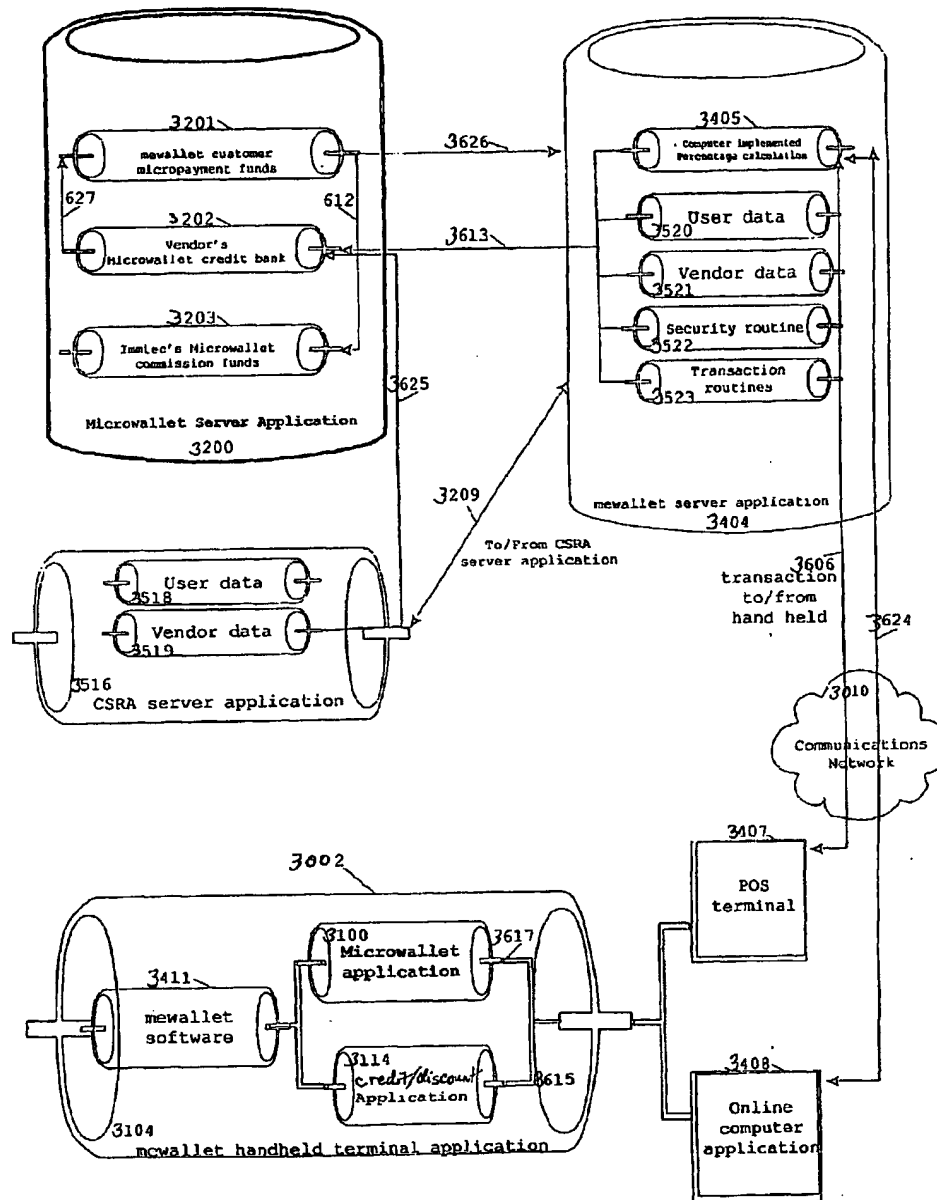 3201
mewallet customer
micropayment funds
627
612
3202
Vendor's
Microwallet credit bank
3203
Immlec's Microwallet
commission funds
Microwallet Server Application
3200
3626
3613
3625
3405
Computer implemented
Percentage calculation
User data
3520
Vendor data
3521
Security routine
3522
Transaction
routines
3523
mewallet server application
3404
3209
To/From CSRA
server application
User data
3518
Vendor data
3519
3516
CSRA server application
3606
transaction
to/from
hand held
3624
3010
Communications
Network
3002
3411
mewallet
software
3100
Microwallet
application
3617
3114
credit/discount
Application
3615
3104
mewallet handheld terminal application
3407
POS
terminal
3408
Online
computer
application